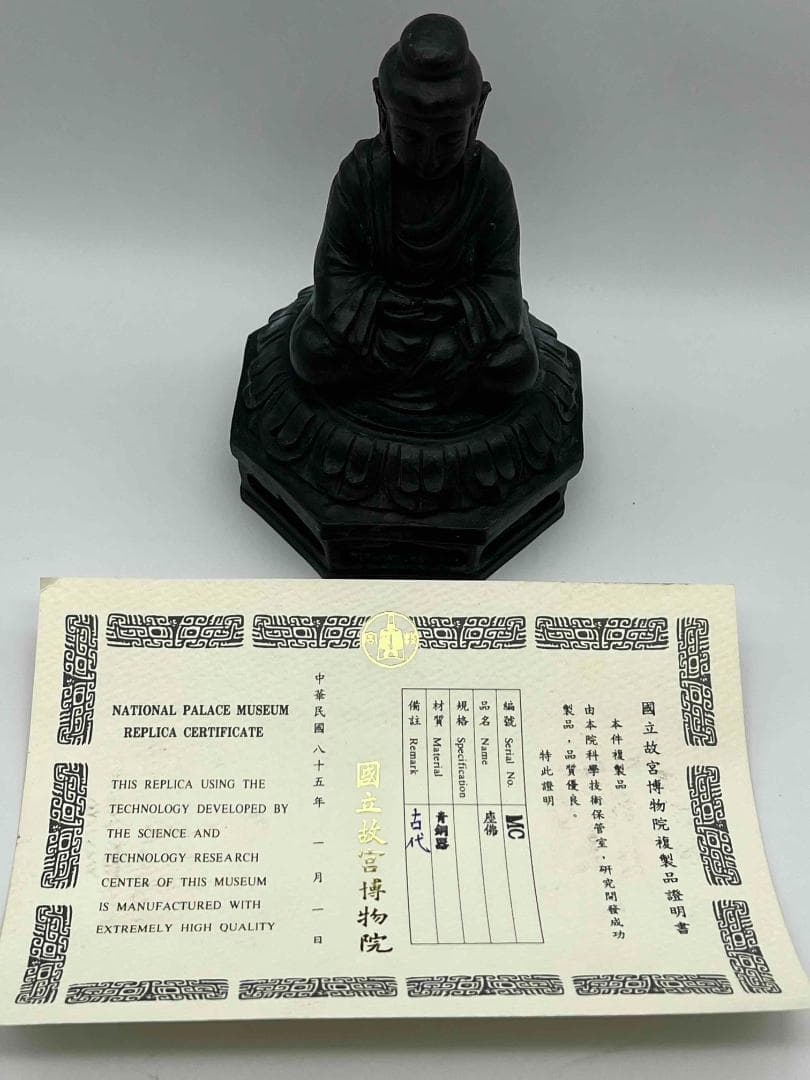 國立故宮博物院複製品證明書
本件複製品
由本院科學技術保管室，研究開發成功
製品，品質優良。
特此證明
編號 Serial No. MC
品名 Name 座佛
規格 Specification
材質 Material 青銅器
備註 Remark 古代
國立故宮博物院
中華民國八十五年一月一日
NATIONAL PALACE MUSEUM
REPLICA CERTIFICATE
THIS REPLICA USING THE
TECHNOLOGY DEVELOPED BY
THE SCIENCE AND
TECHNOLOGY RESEARCH
CENTER OF THIS MUSEUM
IS MANUFACTURED WITH
EXTREMELY HIGH QUALITY